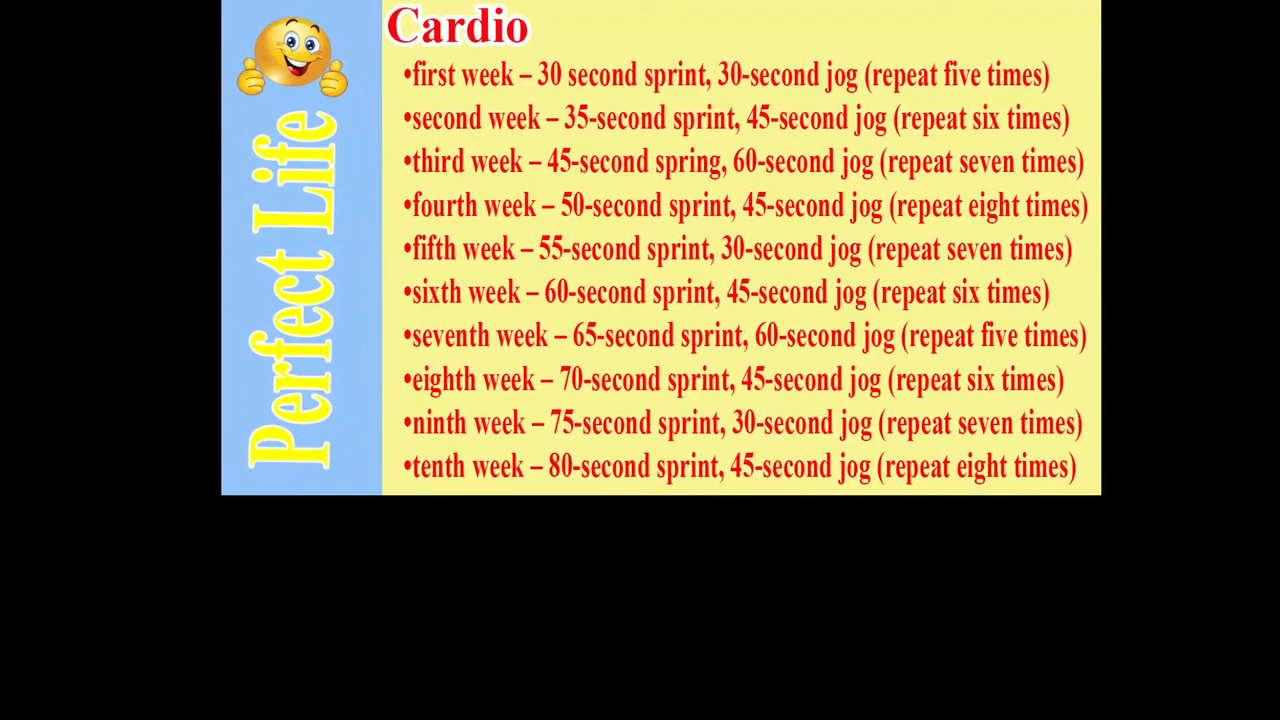 Perfect Life
Cardio
•first week – 30 second sprint, 30-second jog (repeat five times)
•second week – 35-second sprint, 45-second jog (repeat six times)
•third week – 45-second spring, 60-second jog (repeat seven times)
•fourth week – 50-second sprint, 45-second jog (repeat eight times)
•fifth week – 55-second sprint, 30-second jog (repeat seven times)
•sixth week – 60-second sprint, 45-second jog (repeat six times)
•seventh week – 65-second sprint, 60-second jog (repeat five times)
•eighth week – 70-second sprint, 45-second jog (repeat six times)
•ninth week – 75-second sprint, 30-second jog (repeat seven times)
•tenth week – 80-second sprint, 45-second jog (repeat eight times)